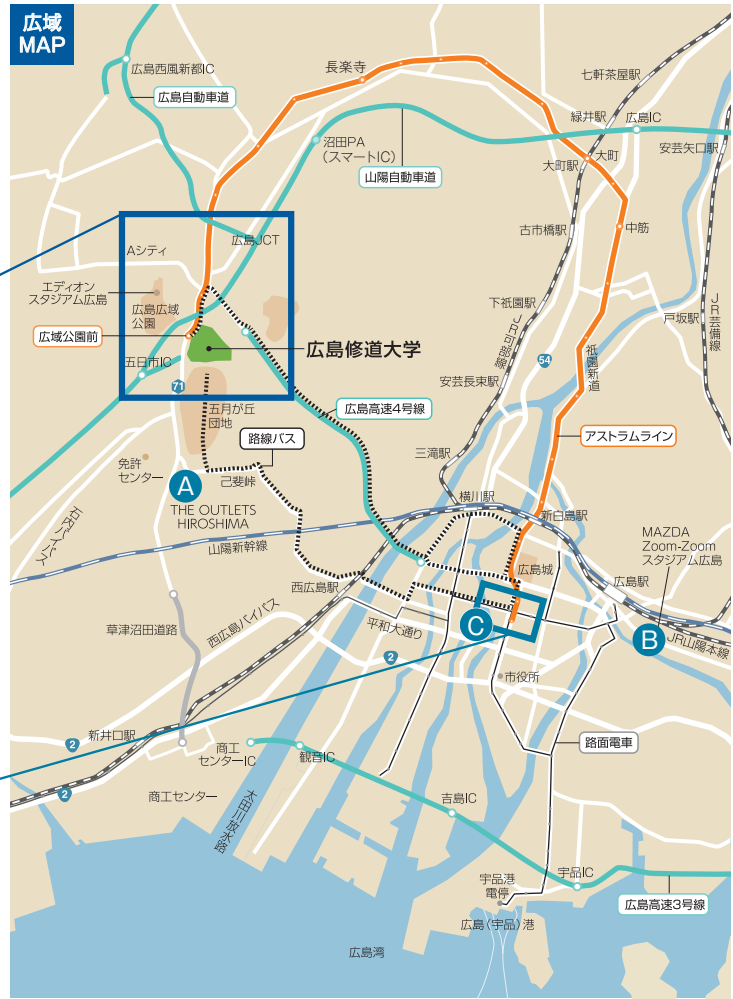 広域
MAP
広島西風新都IC
長楽寺
七軒茶屋駅
広島自動車道
緑井駅
広島IC
沼田PA
(スマートIC)
大町駅
大町
安芸矢口駅
山陽自動車道
古市橋駅
中筋
Aシティ
広島JCT
エディオン
スタジアム広島
広島広域
公園
下祇園駅
JR可部線
戸坂駅
JR芸備線
広域公園前
広島修道大学
祇園新道
54
五日市IC
71
安芸長束駅
五月が丘
団地
広島高速4号線
路線バス
アストラムライン
三滝駅
免許
センター
A
己斐峠
THE OUTLETS
HIROSHIMA
横川駅
新白島駅
石内バイパス
山陽新幹線
MAZDA
Zoom-Zoom
スタジアム広島
広島城
広島駅
西広島駅
草津沼田道路
西広島バイパス
平和大通り
C
B
JR山陽本線
2
市役所
新井口駅
2
商工
センターIC
観音IC
路面電車
2
商工センター
太田川放水路
吉島IC
宇品港
電停
宇品IC
広島高速3号線
広島(宇品)港
広島湾